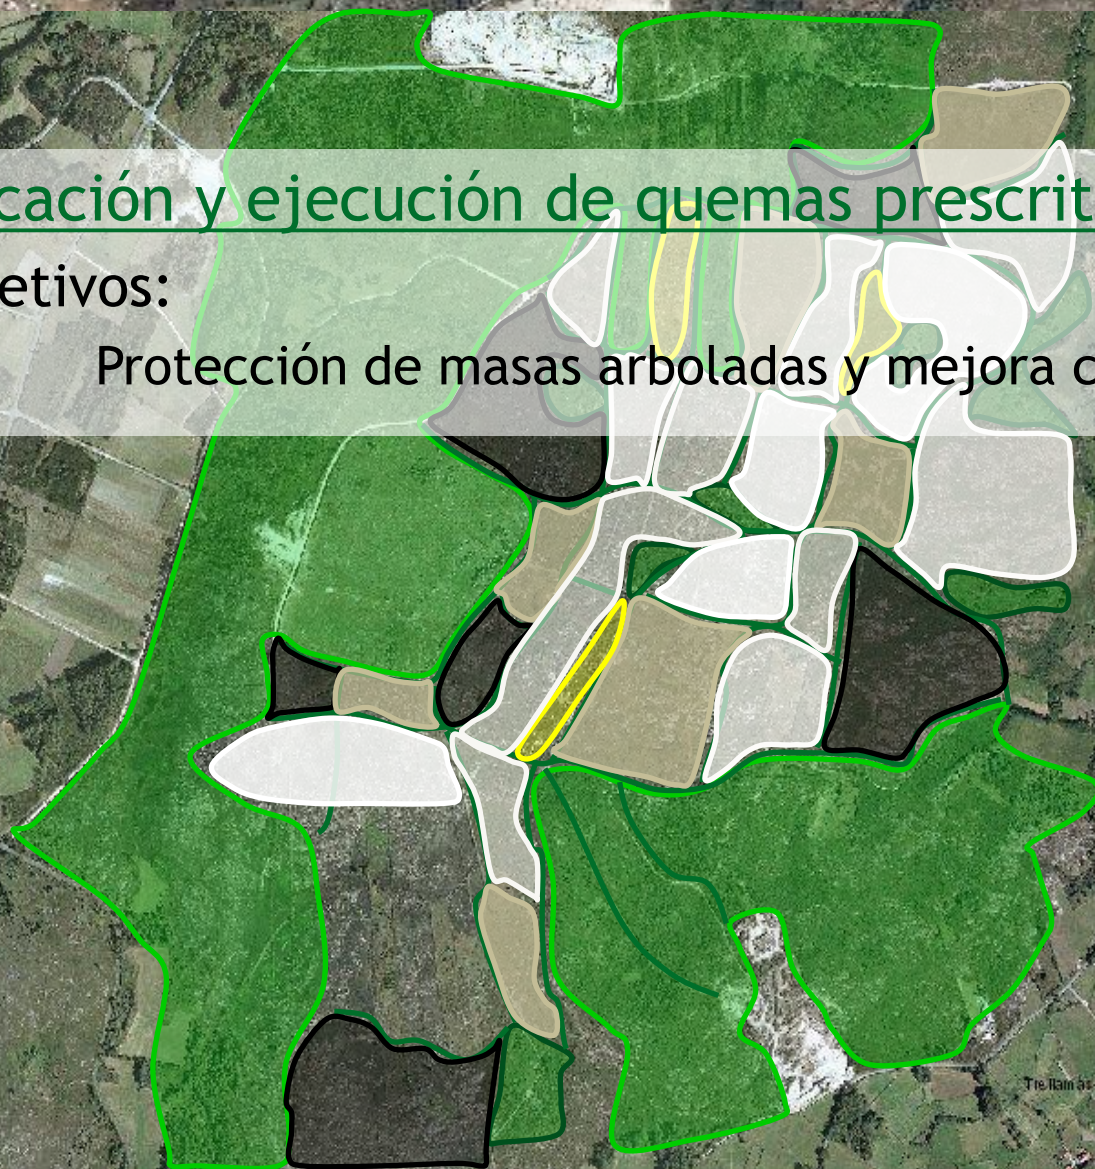 cación y ejecución de quemas prescrit
etivos:
Protección de masas arboladas y mejora c